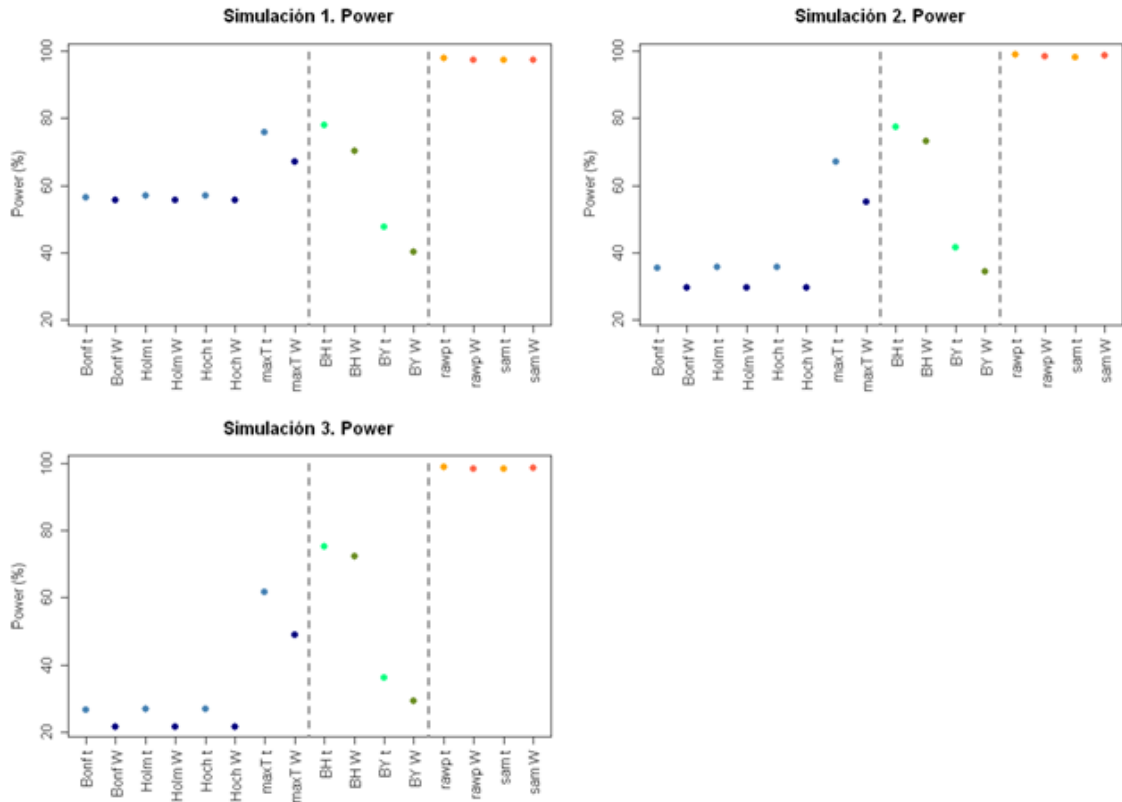 Simulación 1. Power
Power (%)
100
80
60
40
20
Bonf t
Bonf W
Holm t
Holm W
Hoch t
Hoch W
maxT t
maxT W
BH t
BH W
BY t
BY W
rawp t
rawp W
sam t
sam W
Simulación 2. Power
Power (%)
100
80
60
40
20
Bonf t
Bonf W
Holm t
Holm W
Hoch t
Hoch W
maxT t
maxT W
BH t
BH W
BY t
BY W
rawp t
rawp W
sam t
sam W
Simulación 3. Power
Power (%)
100
80
60
40
20
Bonf t
Bonf W
Holm t
Holm W
Hoch t
Hoch W
maxT t
maxT W
BH t
BH W
BY t
BY W
rawp t
rawp W
sam t
sam W